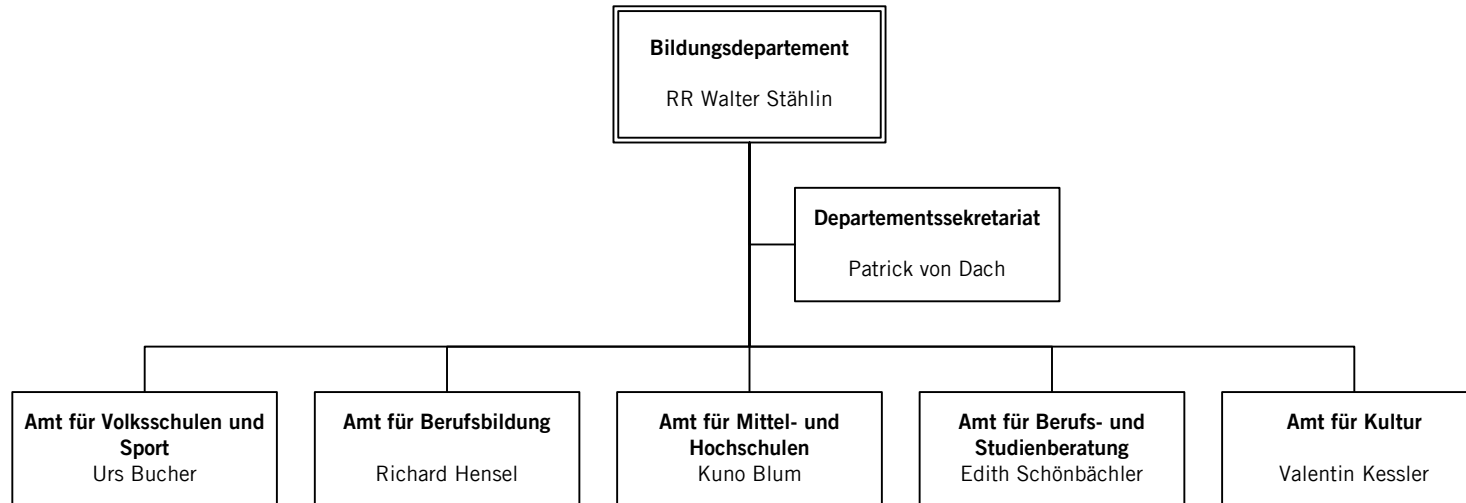 Bildungsdepartement
RR Walter Stählin
Departementssekretariat
Patrick von Dach
Amt für Volksschulen und
Sport
Urs Bucher
Amt für Berufsbildung
Richard Hensel
Amt für Mittel- und
Hochschulen
Kuno Blum
Amt für Berufs- und
Studienberatung
Edith Schönbächler
Amt für Kultur
Valentin Kessler